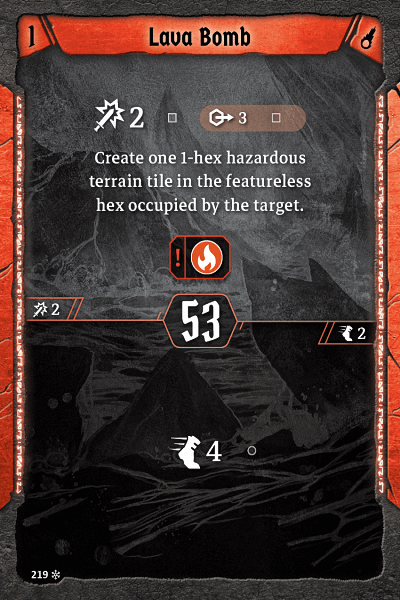 1 Lava Bomb
2 3
Create one 1-hex hazardous
terrain tile in the featureless
hex occupied by the target.
!
2 53 2
4
219